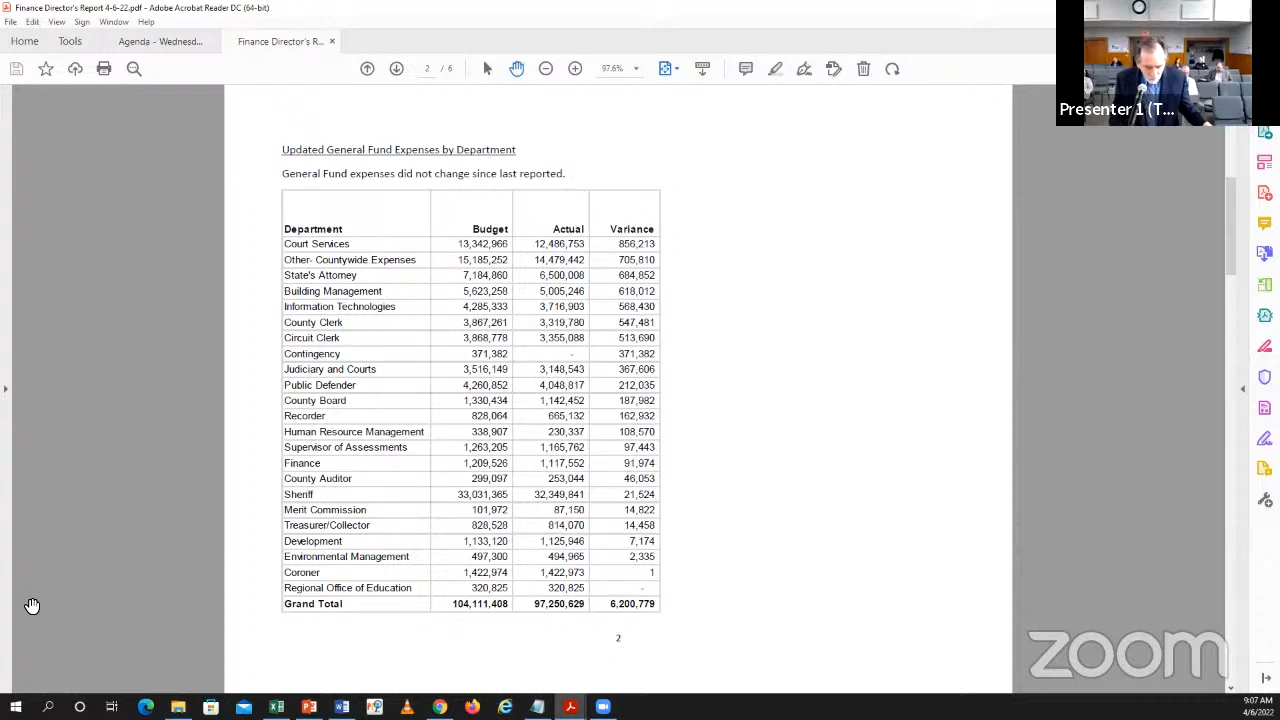 Finance Director's Report 4-6-22.pdf - Adobe Acrobat Reader DC (64-bit)
File Edit View Sign Window Help
Home Tools Agenda - Wednesd... Finance Director's R... ×
2 / 9 97.6%
Presenter 1 (T...
Updated General Fund Expenses by Department
General Fund expenses did not change since last reported.
Department Budget Actual Variance
Court Services 13,342,966 12,486,753 856,213
Other- Countywide Expenses 15,185,252 14,479,442 705,810
State's Attorney 7,184,860 6,500,008 684,852
Building Management 5,623,258 5,005,246 618,012
Information Technologies 4,285,333 3,716,903 568,430
County Clerk 3,867,261 3,319,780 547,481
Circuit Clerk 3,868,778 3,355,088 513,690
Contingency 371,382 - 371,382
Judiciary and Courts 3,516,149 3,148,543 367,606
Public Defender 4,260,852 4,048,817 212,035
County Board 1,330,434 1,142,452 187,982
Recorder 828,064 665,132 162,932
Human Resource Management 338,907 230,337 108,570
Supervisor of Assessments 1,263,205 1,165,762 97,443
Finance 1,209,526 1,117,552 91,974
County Auditor 299,097 253,044 46,053
Sheriff 33,031,365 32,349,841 21,524
Merit Commission 101,972 87,150 14,822
Treasurer/Collector 828,528 814,070 14,458
Development 1,133,120 1,125,946 7,174
Environmental Management 497,300 494,965 2,335
Coroner 1,422,974 1,422,973 1
Regional Office of Education 320,825 320,825 -
Grand Total 104,111,408 97,250,629 6,200,779
2
zoom
9:07 AM
4/6/2022